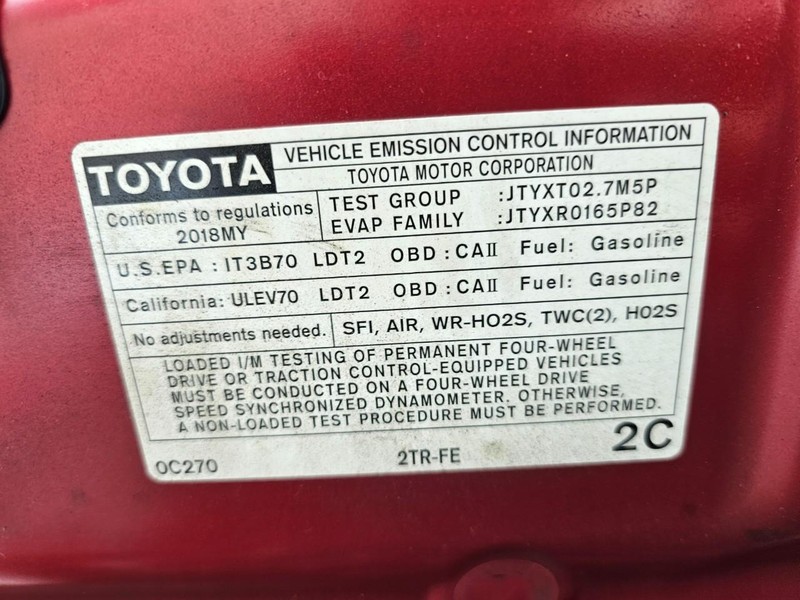 TOYOTA
VEHICLE EMISSION CONTROL INFORMATION
TOYOTA MOTOR CORPORATION
Conforms to regulations
2018MY
TEST GROUP :JTYXT02.7M5P
EVAP FAMILY :JTYXR0165P82
U.S.EPA : IT3B70 LDT2 OBD : CAII Fuel: Gasoline
California: ULEV70 LDT2 OBD : CAII Fuel: Gasoline
No adjustments needed.
SFI, AIR, WR-HO2S, TWC(2), HO2S
LOADED I/M TESTING OF PERMANENT FOUR-WHEEL
DRIVE OR TRACTION CONTROL-EQUIPPED VEHICLES
MUST BE CONDUCTED ON A FOUR-WHEEL DRIVE
SPEED SYNCHRONIZED DYNAMOMETER. OTHERWISE,
A NON-LOADED TEST PROCEDURE MUST BE PERFORMED.
0C270
2TR-FE
2C